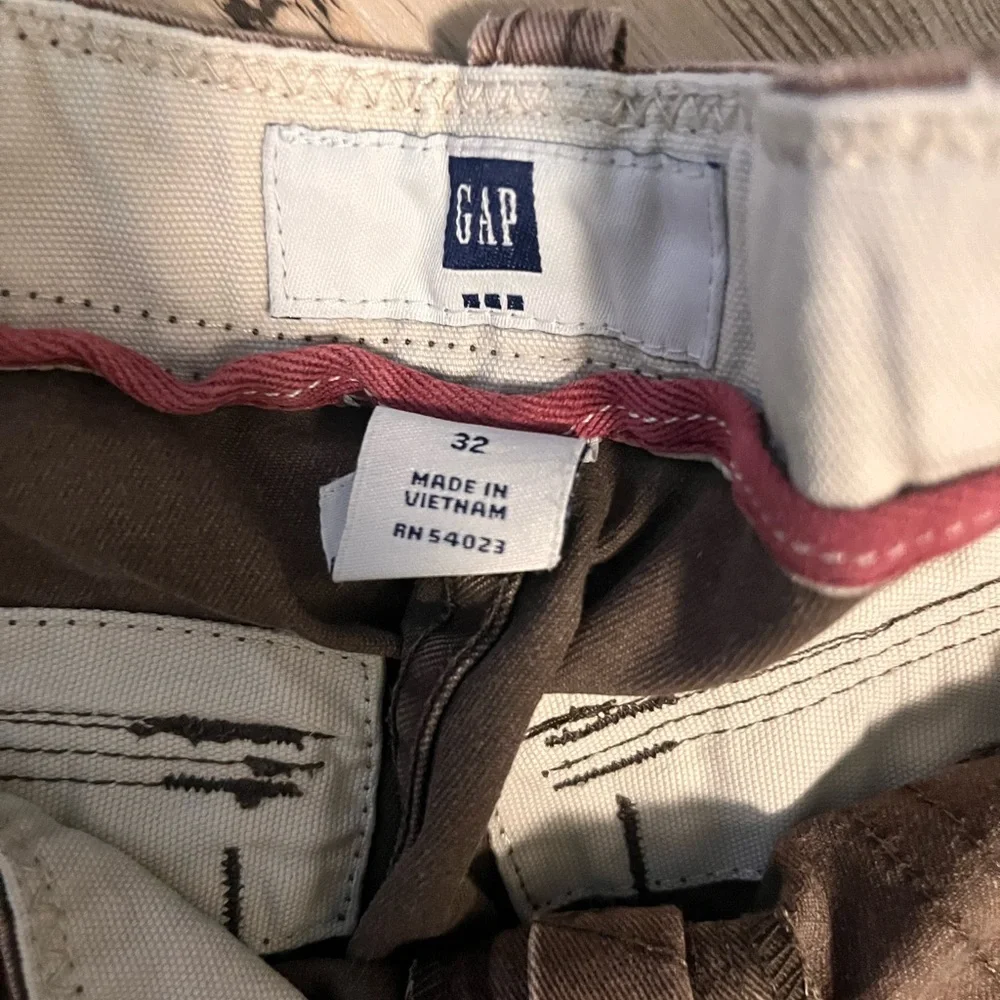 GAP
32
MADE IN
VIETNAM
RN 54023